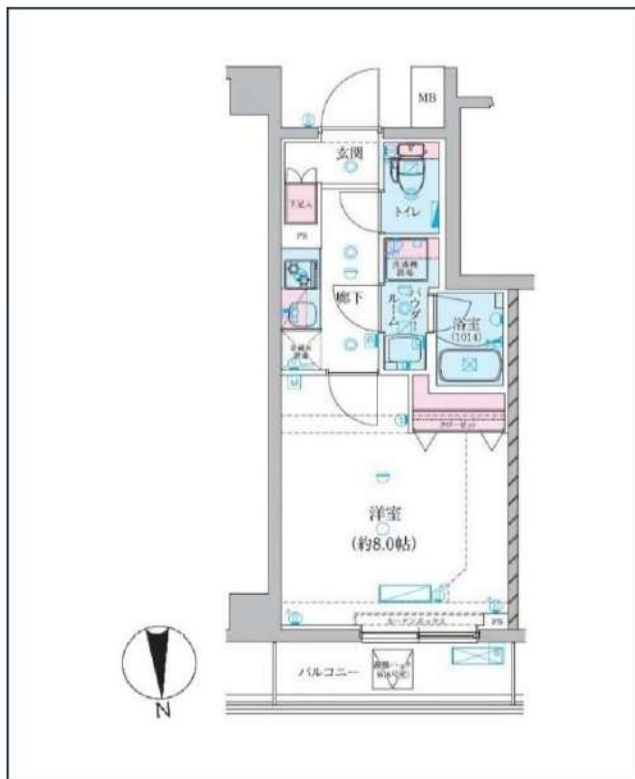 MB
玄関
下足入
トイレ
PS
洗濯機
置場
廊下
パウダー
ルーム
浴室
(1014)
冷蔵庫
置場
クローゼット
洋室
(約8.0帖)
カーテンボックス
PS
バルコニー
N